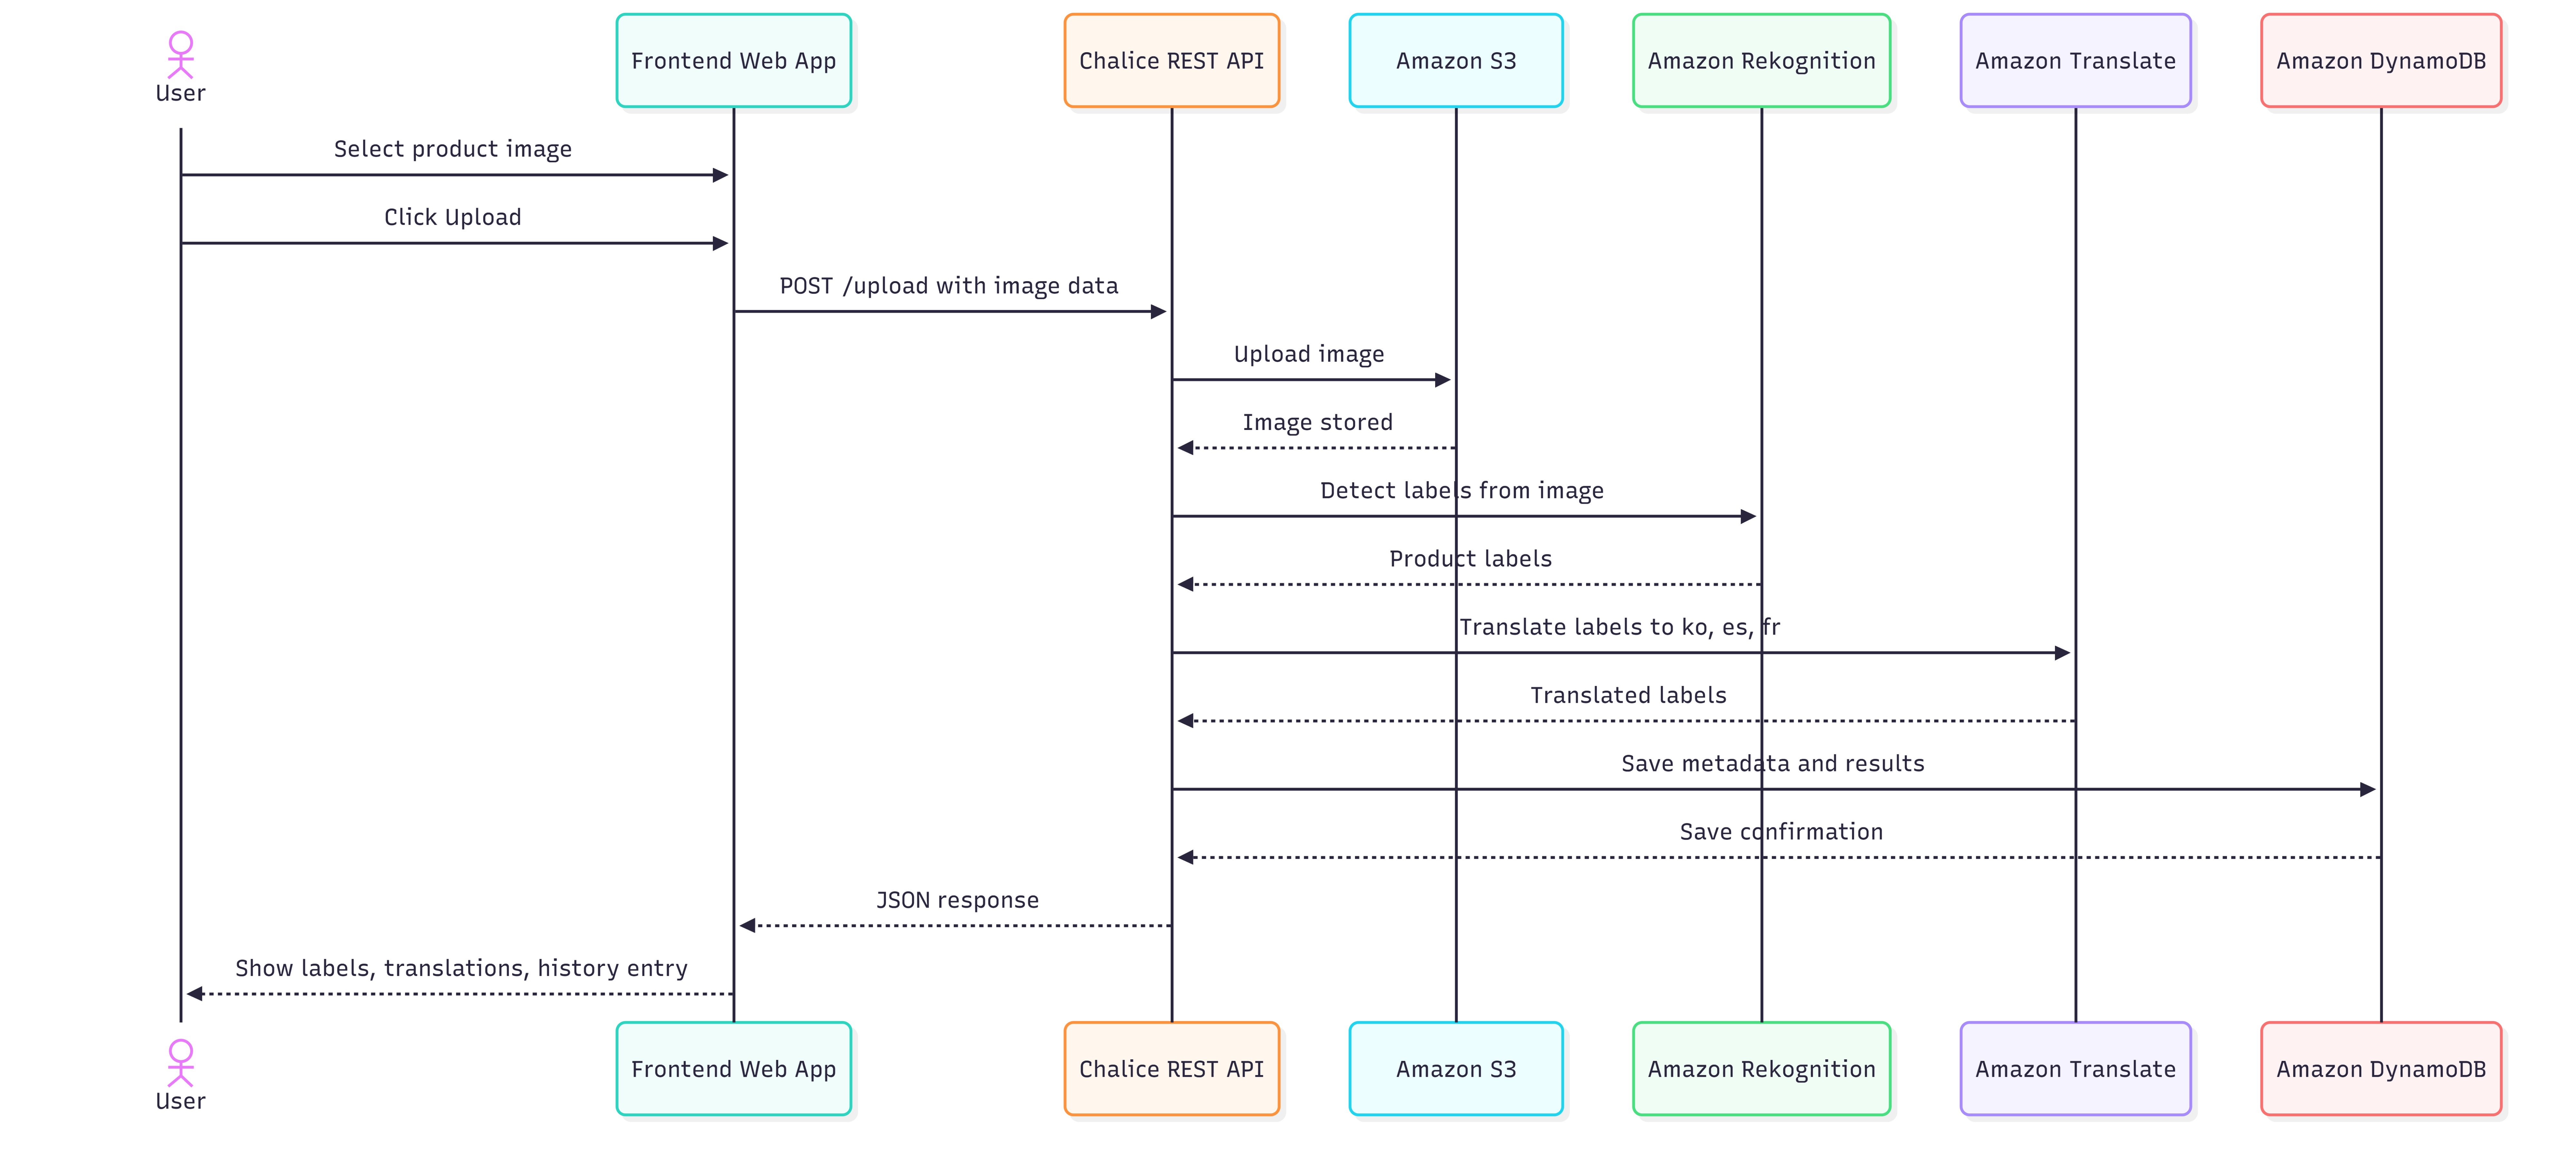 User
Frontend Web App
Chalice REST API
Amazon S3
Amazon Rekognition
Amazon Translate
Amazon DynamoDB
Select product image
Click Upload
POST /upload with image data
Upload image
Image stored
Detect labels from image
Product labels
Translate labels to ko, es, fr
Translated labels
Save metadata and results
Save confirmation
JSON response
Show labels, translations, history entry
User
Frontend Web App
Chalice REST API
Amazon S3
Amazon Rekognition
Amazon Translate
Amazon DynamoDB